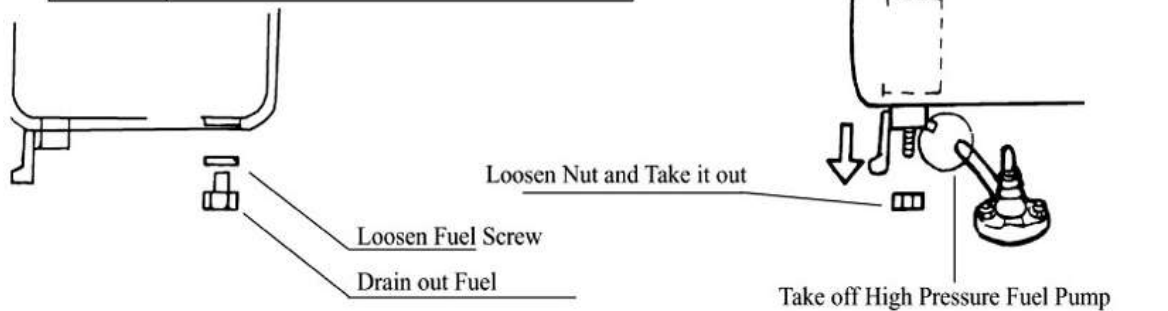 Loosen Nut and Take it out
Loosen Fuel Screw
Drain out Fuel
Take off High Pressure Fuel Pump